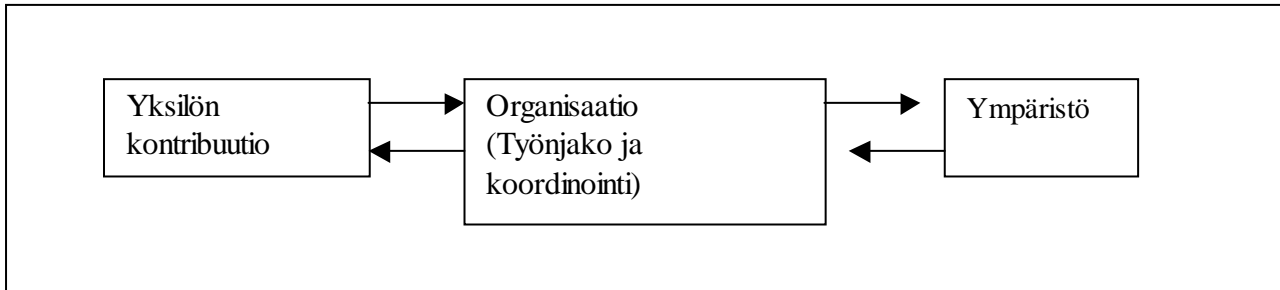 Yksilön
kontribuutio
Organisaatio
(Työnjako ja
koordinointi)
Ympäristö